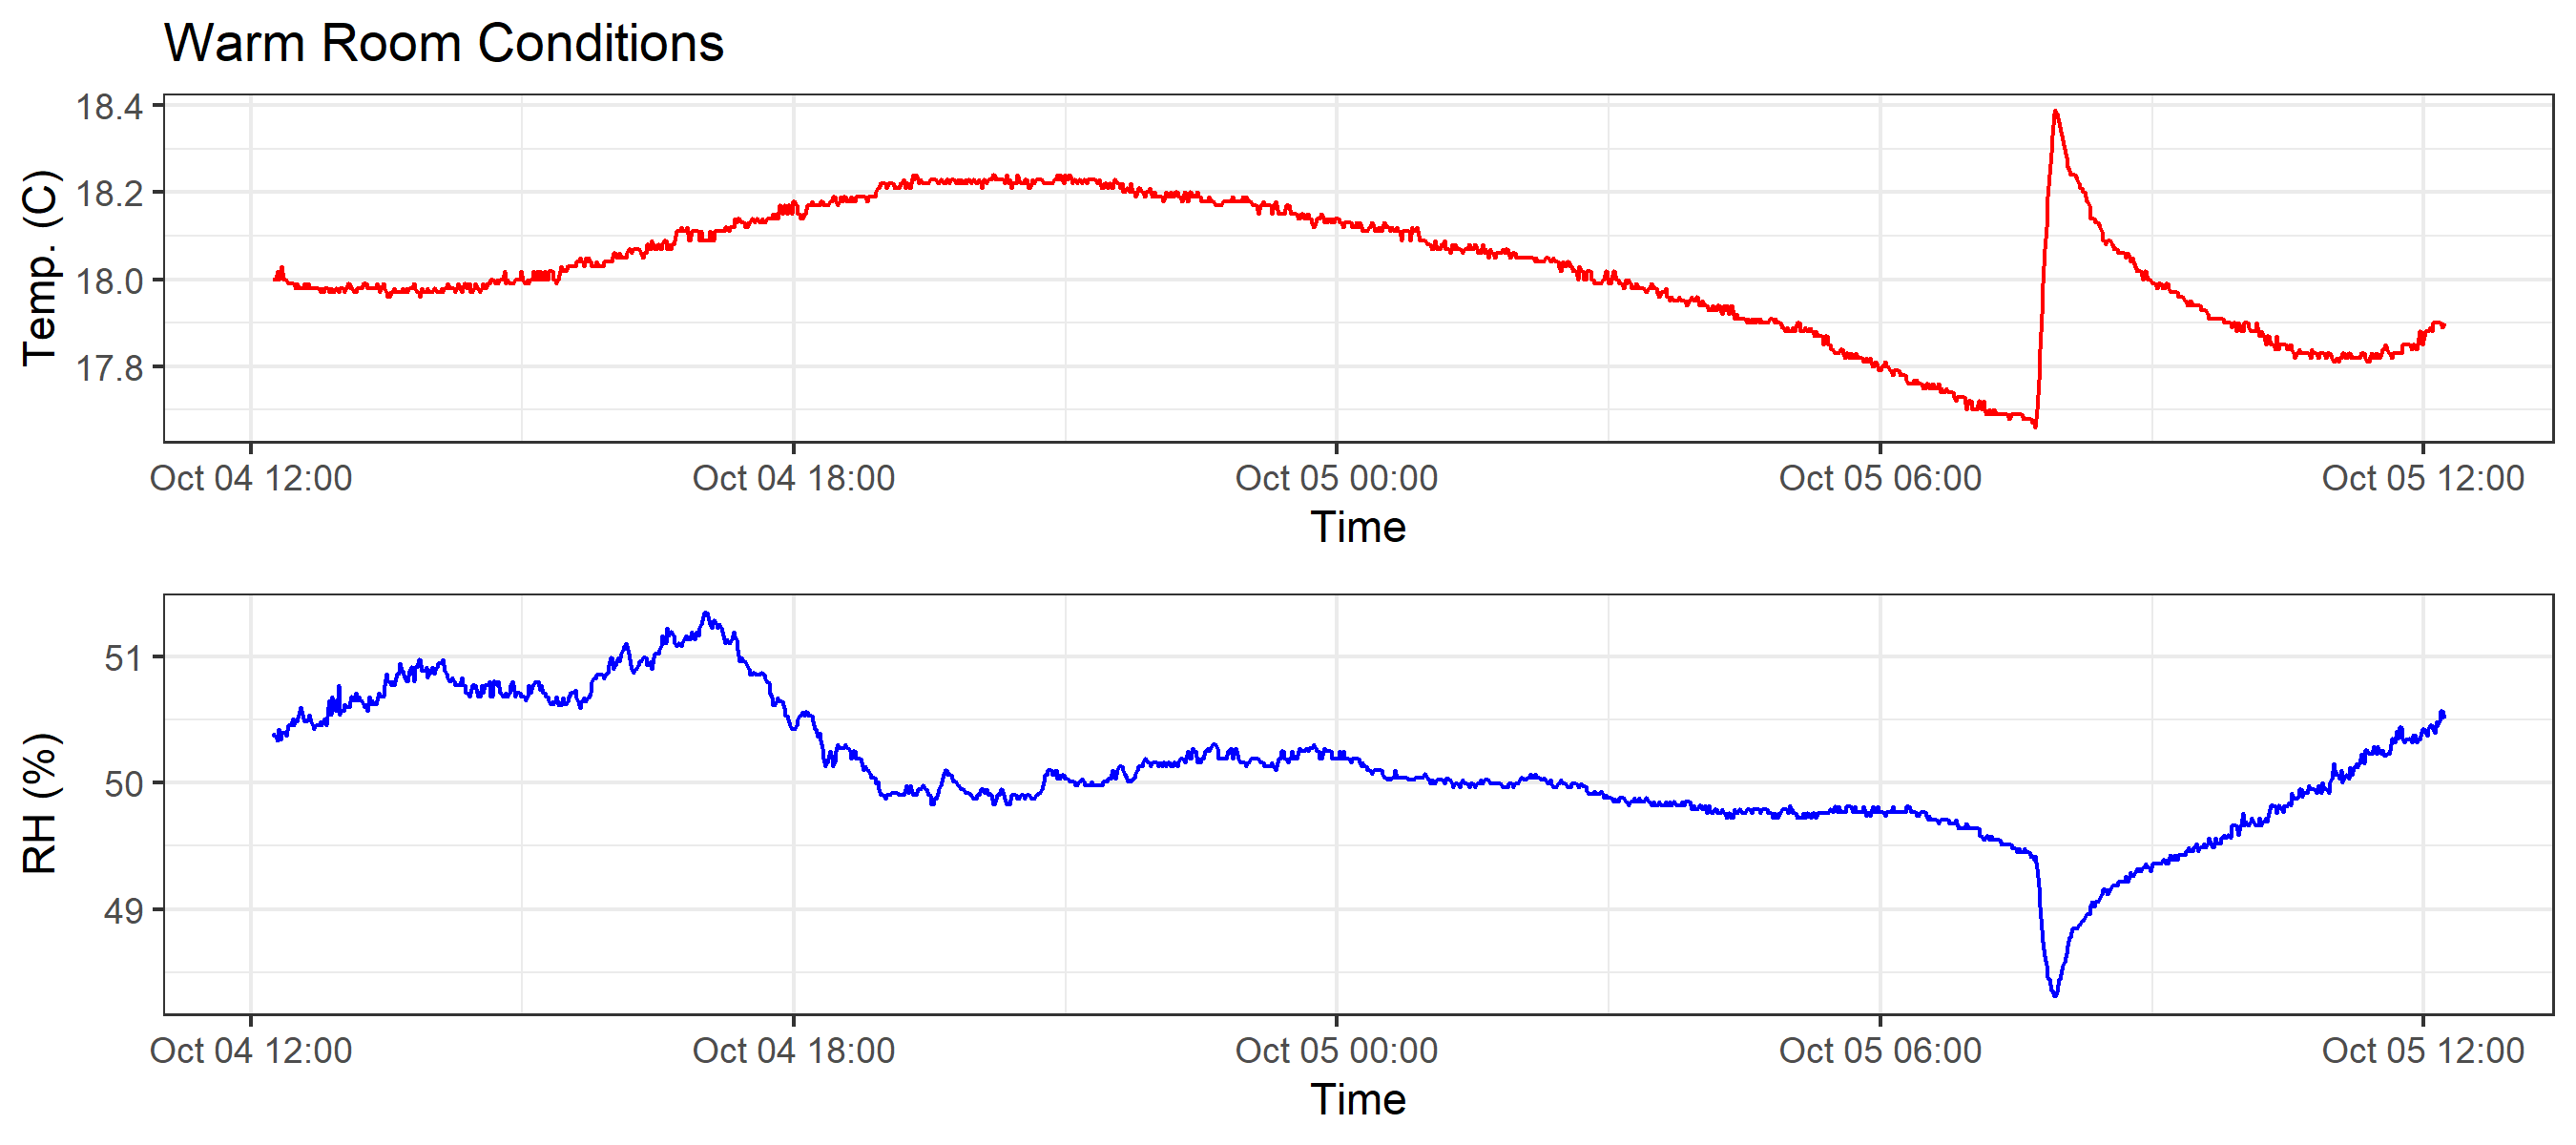 Warm Room Conditions
18.4
18.2
18.0
17.8
Temp. (C)
Oct 04 12:00 Oct 04 18:00 Oct 05 00:00 Oct 05 06:00 Oct 05 12:00
Time
51
50
49
RH (%)
Oct 04 12:00 Oct 04 18:00 Oct 05 00:00 Oct 05 06:00 Oct 05 12:00
Time